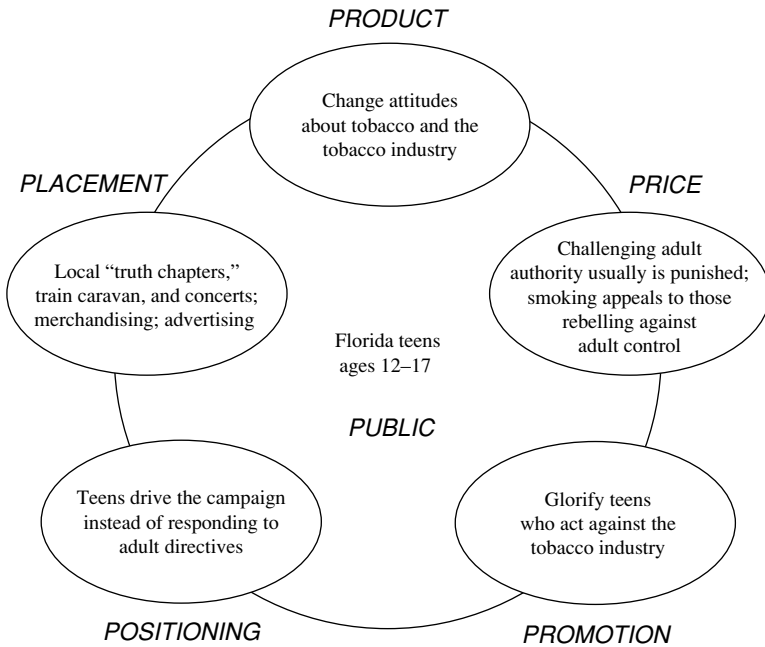 PRODUCT
Change attitudes
about tobacco and the
tobacco industry
PLACEMENT
Local “truth chapters,”
train caravan, and concerts;
merchandising; advertising
PRICE
Challenging adult
authority usually is punished;
smoking appeals to those
rebelling against
adult control
Florida teens
ages 12–17
PUBLIC
Teens drive the campaign
instead of responding to
adult directives
POSITIONING
Glorify teens
who act against the
tobacco industry
PROMOTION